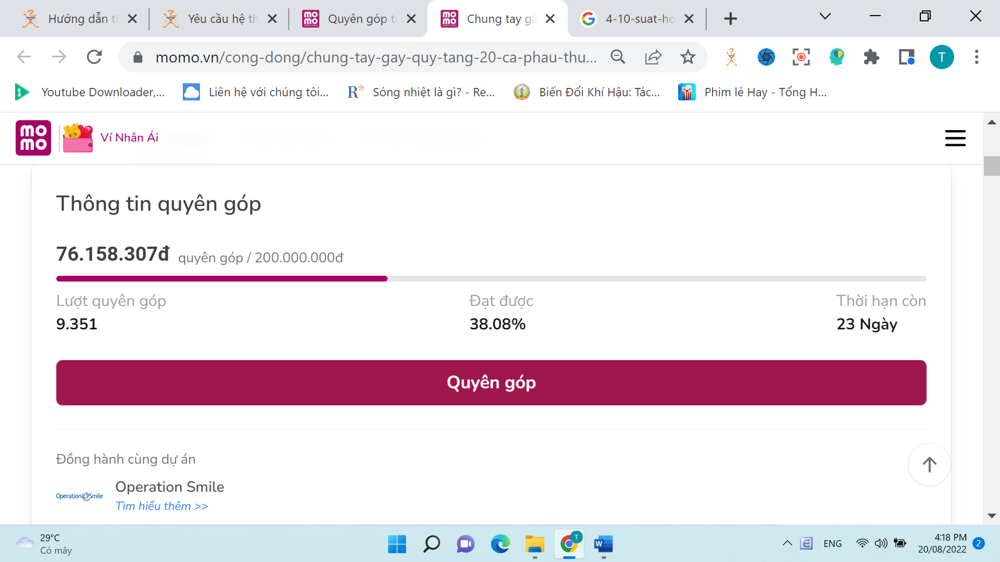 Hướng dẫn tl
Yêu cầu hệ th
Quyên góp từ
Chung tay gâ
4-10-suat-ho
momo.vn/cong-dong/chung-tay-gay-quy-tang-20-ca-phau-thu...
T
Youtube Downloader,...
Liên hệ với chúng tôi...
Sóng nhiệt là gì? - Re...
Biến Đổi Khí Hậu: Tác...
Phim lẻ Hay - Tổng H...
mo
mo
Ví Nhân Ái
Thông tin quyên góp
76.158.307đ quyên góp / 200.000.000đ
Lượt quyên góp
Đạt được
Thời hạn còn
9.351
38.08%
23 Ngày
Quyên góp
Đồng hành cùng dự án
Operation Smile
Operation Smile
Tìm hiểu thêm >>
29°C
Có mây
ENG
4:18 PM
20/08/2022
2